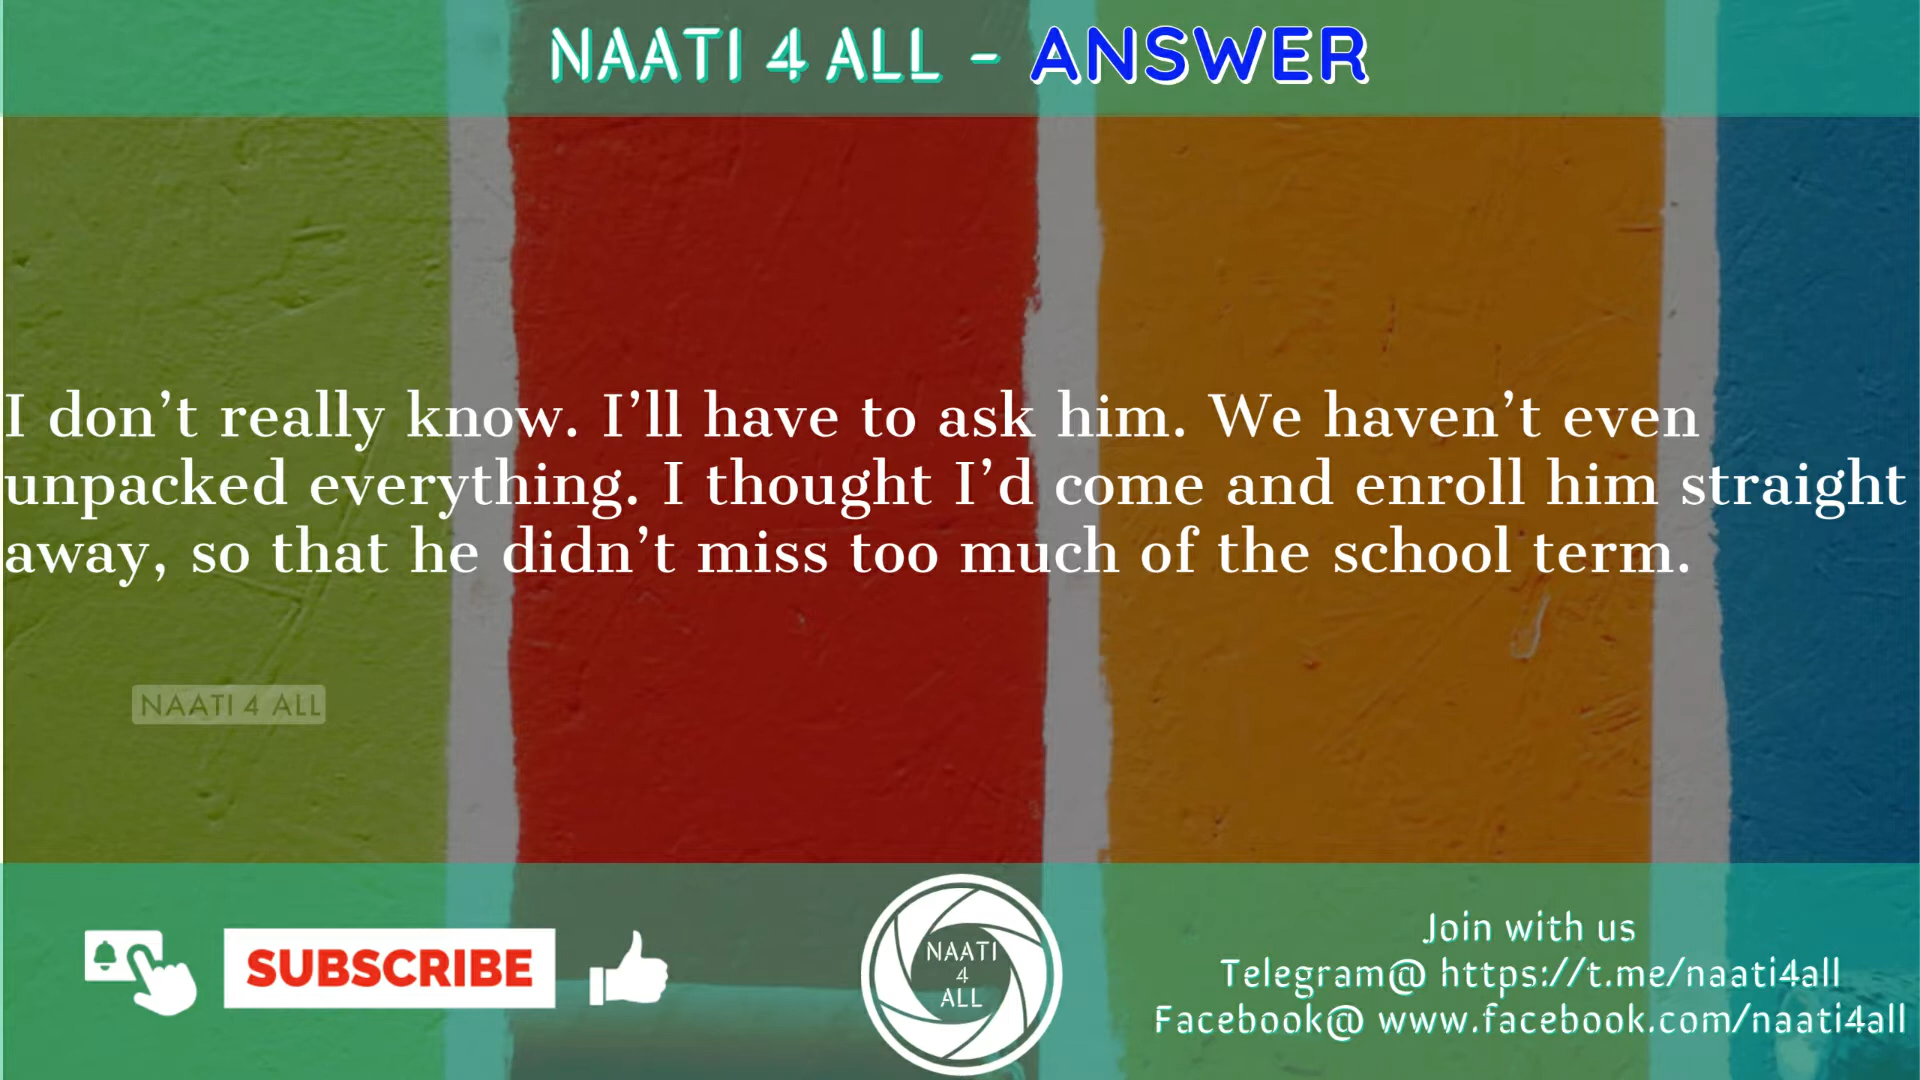 NAATI 4 ALL - ANSWER
I don’t really know. I’ll have to ask him. We haven’t even
unpacked everything. I thought I’d come and enroll him straight
away, so that he didn’t miss too much of the school term.
NAATI 4 ALL
SUBSCRIBE
NAATI
4
ALL
Join with us
Telegram@ https://t.me/naati4all
Facebook@ www.facebook.com/naati4all